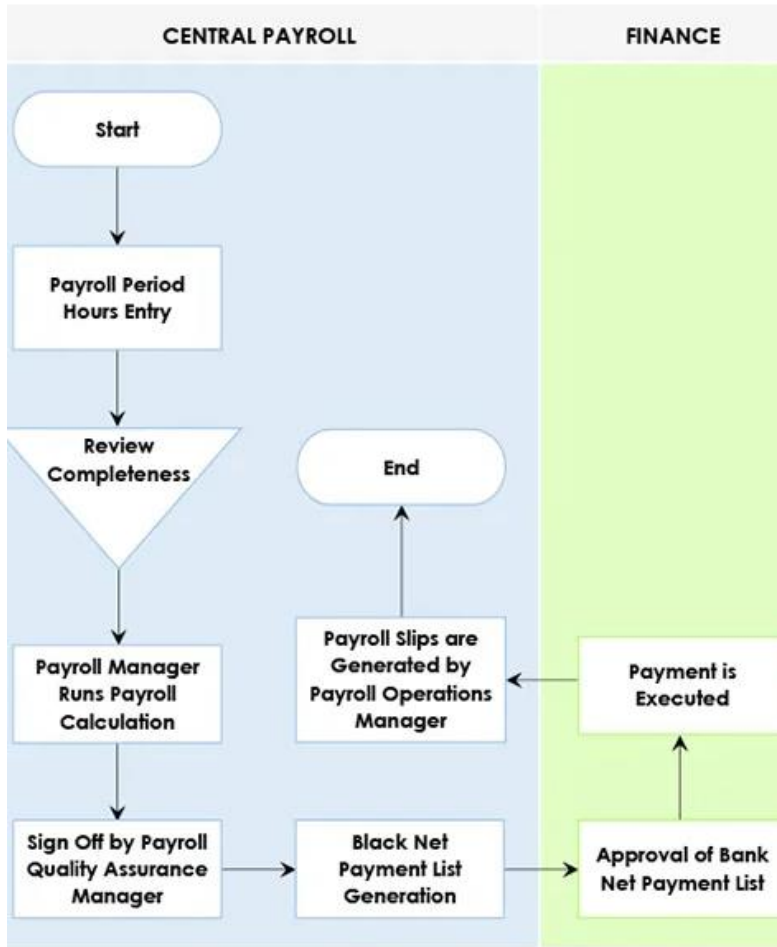 CENTRAL PAYROLL
FINANCE
Start
Payroll Period
Hours Entry
Review
Completeness
End
Payroll Manager
Runs Payroll
Calculation
Payroll Slips are
Generated by
Payroll Operations
Manager
Payment is
Executed
Sign Off by Payroll
Quality Assurance
Manager
Black Net
Payment List
Generation
Approval of Bank
Net Payment List